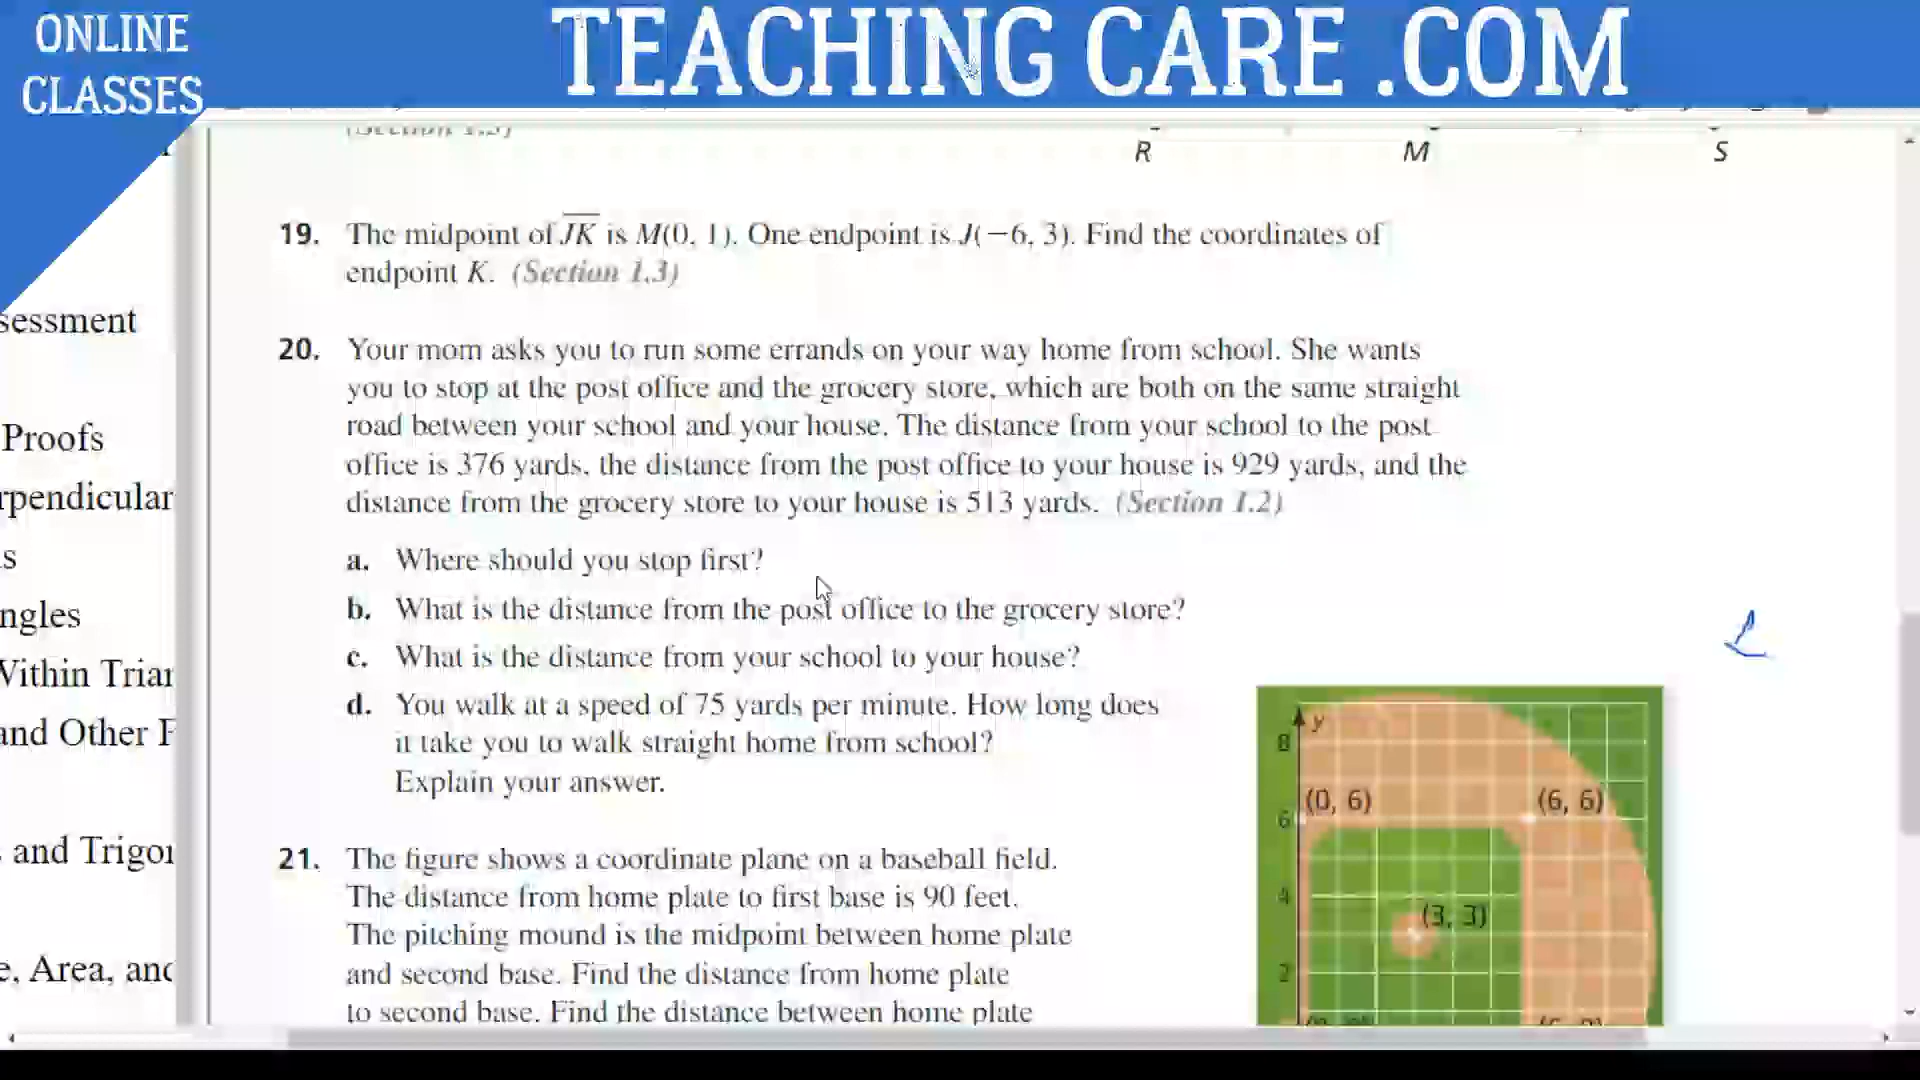 ONLINE
CLASSES
TEACHING CARE .COM
R M S
19. The midpoint of JK is M(0, 1). One endpoint is J(−6, 3). Find the coordinates of
endpoint K. (Section 1.3)
sessment
20. Your mom asks you to run some errands on your way home from school. She wants
you to stop at the post office and the grocery store, which are both on the same straight
road between your school and your house. The distance from your school to the post
office is 376 yards, the distance from the post office to your house is 929 yards, and the
distance from the grocery store to your house is 513 yards. (Section 1.2)
Proofs
rpendicular
s
ngles
Within Trian
and Other P
and Trigon
e, Area, and
a. Where should you stop first?
b. What is the distance from the post office to the grocery store?
c. What is the distance from your school to your house?
d. You walk at a speed of 75 yards per minute. How long does
it take you to walk straight home from school?
Explain your answer.
21. The figure shows a coordinate plane on a baseball field.
The distance from home plate to first base is 90 feet.
The pitching mound is the midpoint between home plate
and second base. Find the distance from home plate
to second base. Find the distance between home plate
y
8
(0, 6) (6, 6)
6
4
(3, 3)
2